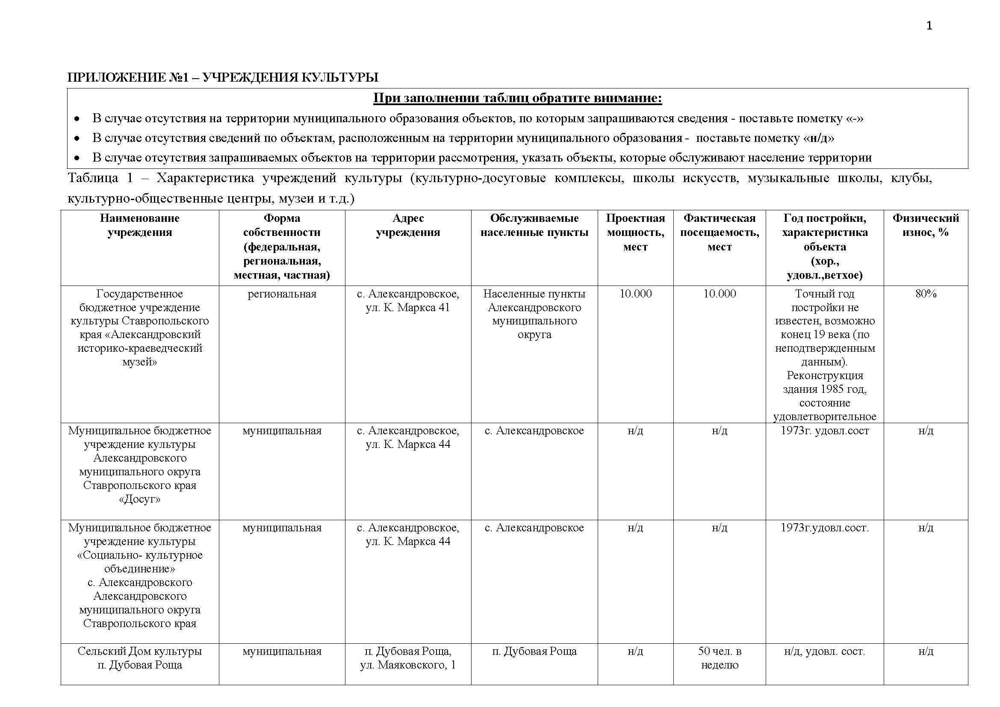 1
ПРИЛОЖЕНИЕ №1 – УЧРЕЖДЕНИЯ КУЛЬТУРЫ
При заполнении таблиц обратите внимание:
• В случае отсутствия на территории муниципального образования объектов, по которым запрашиваются сведения - поставьте пометку «-»
• В случае отсутствия сведений по объектам, расположенным на территории муниципального образования - поставьте пометку «н/д»
• В случае отсутствия запрашиваемых объектов на территории рассмотрения, указать объекты, которые обслуживают население территории
Таблица 1 – Характеристика учреждений культуры (культурно-досуговые комплексы, школы искусств, музыкальные школы, клубы,
культурно-общественные центры, музеи и т.д.)
Наименование
учреждения
Форма
собственности
(федеральная,
региональная,
местная, частная)
Адрес
учреждения
Обслуживаемые
населенные пункты
Проектная
мощность,
мест
Фактическая
посещаемость,
мест
Год постройки,
характеристика
объекта
(хор.,
удовл.,ветхое)
Физический
износ, %
Государственное
бюджетное учреждение
культуры Ставропольского
края «Александровский
историко-краеведческий
музей»
региональная
с. Александровское,
ул. К. Маркса 41
Населенные пункты
Александровского
муниципального
округа
10.000
10.000
Точный год
постройки не
известен, возможно
конец 19 века (по
неподтвержденным
данным).
Реконструкция
здания 1985 год,
состояние
удовлетворительное
80%
Муниципальное бюджетное
учреждение культуры
Александровского
муниципального округа
Ставропольского края
«Досуг»
муниципальная
с. Александровское,
ул. К. Маркса 44
с. Александровское
н/д
н/д
1973г. удовл.сост
н/д
Муниципальное бюджетное
учреждение культуры
«Социально- культурное
объединение»
с. Александровского
Александровского
муниципального округа
Ставропольского края
муниципальная
с. Александровское,
ул. К. Маркса 44
с. Александровское
н/д
н/д
1973г.удовл.сост.
н/д
Сельский Дом культуры
п. Дубовая Роща
муниципальная
п. Дубовая Роща,
ул. Маяковского, 1
п. Дубовая Роща
н/д
50 чел. в
неделю
н/д, удовл. сост.
н/д